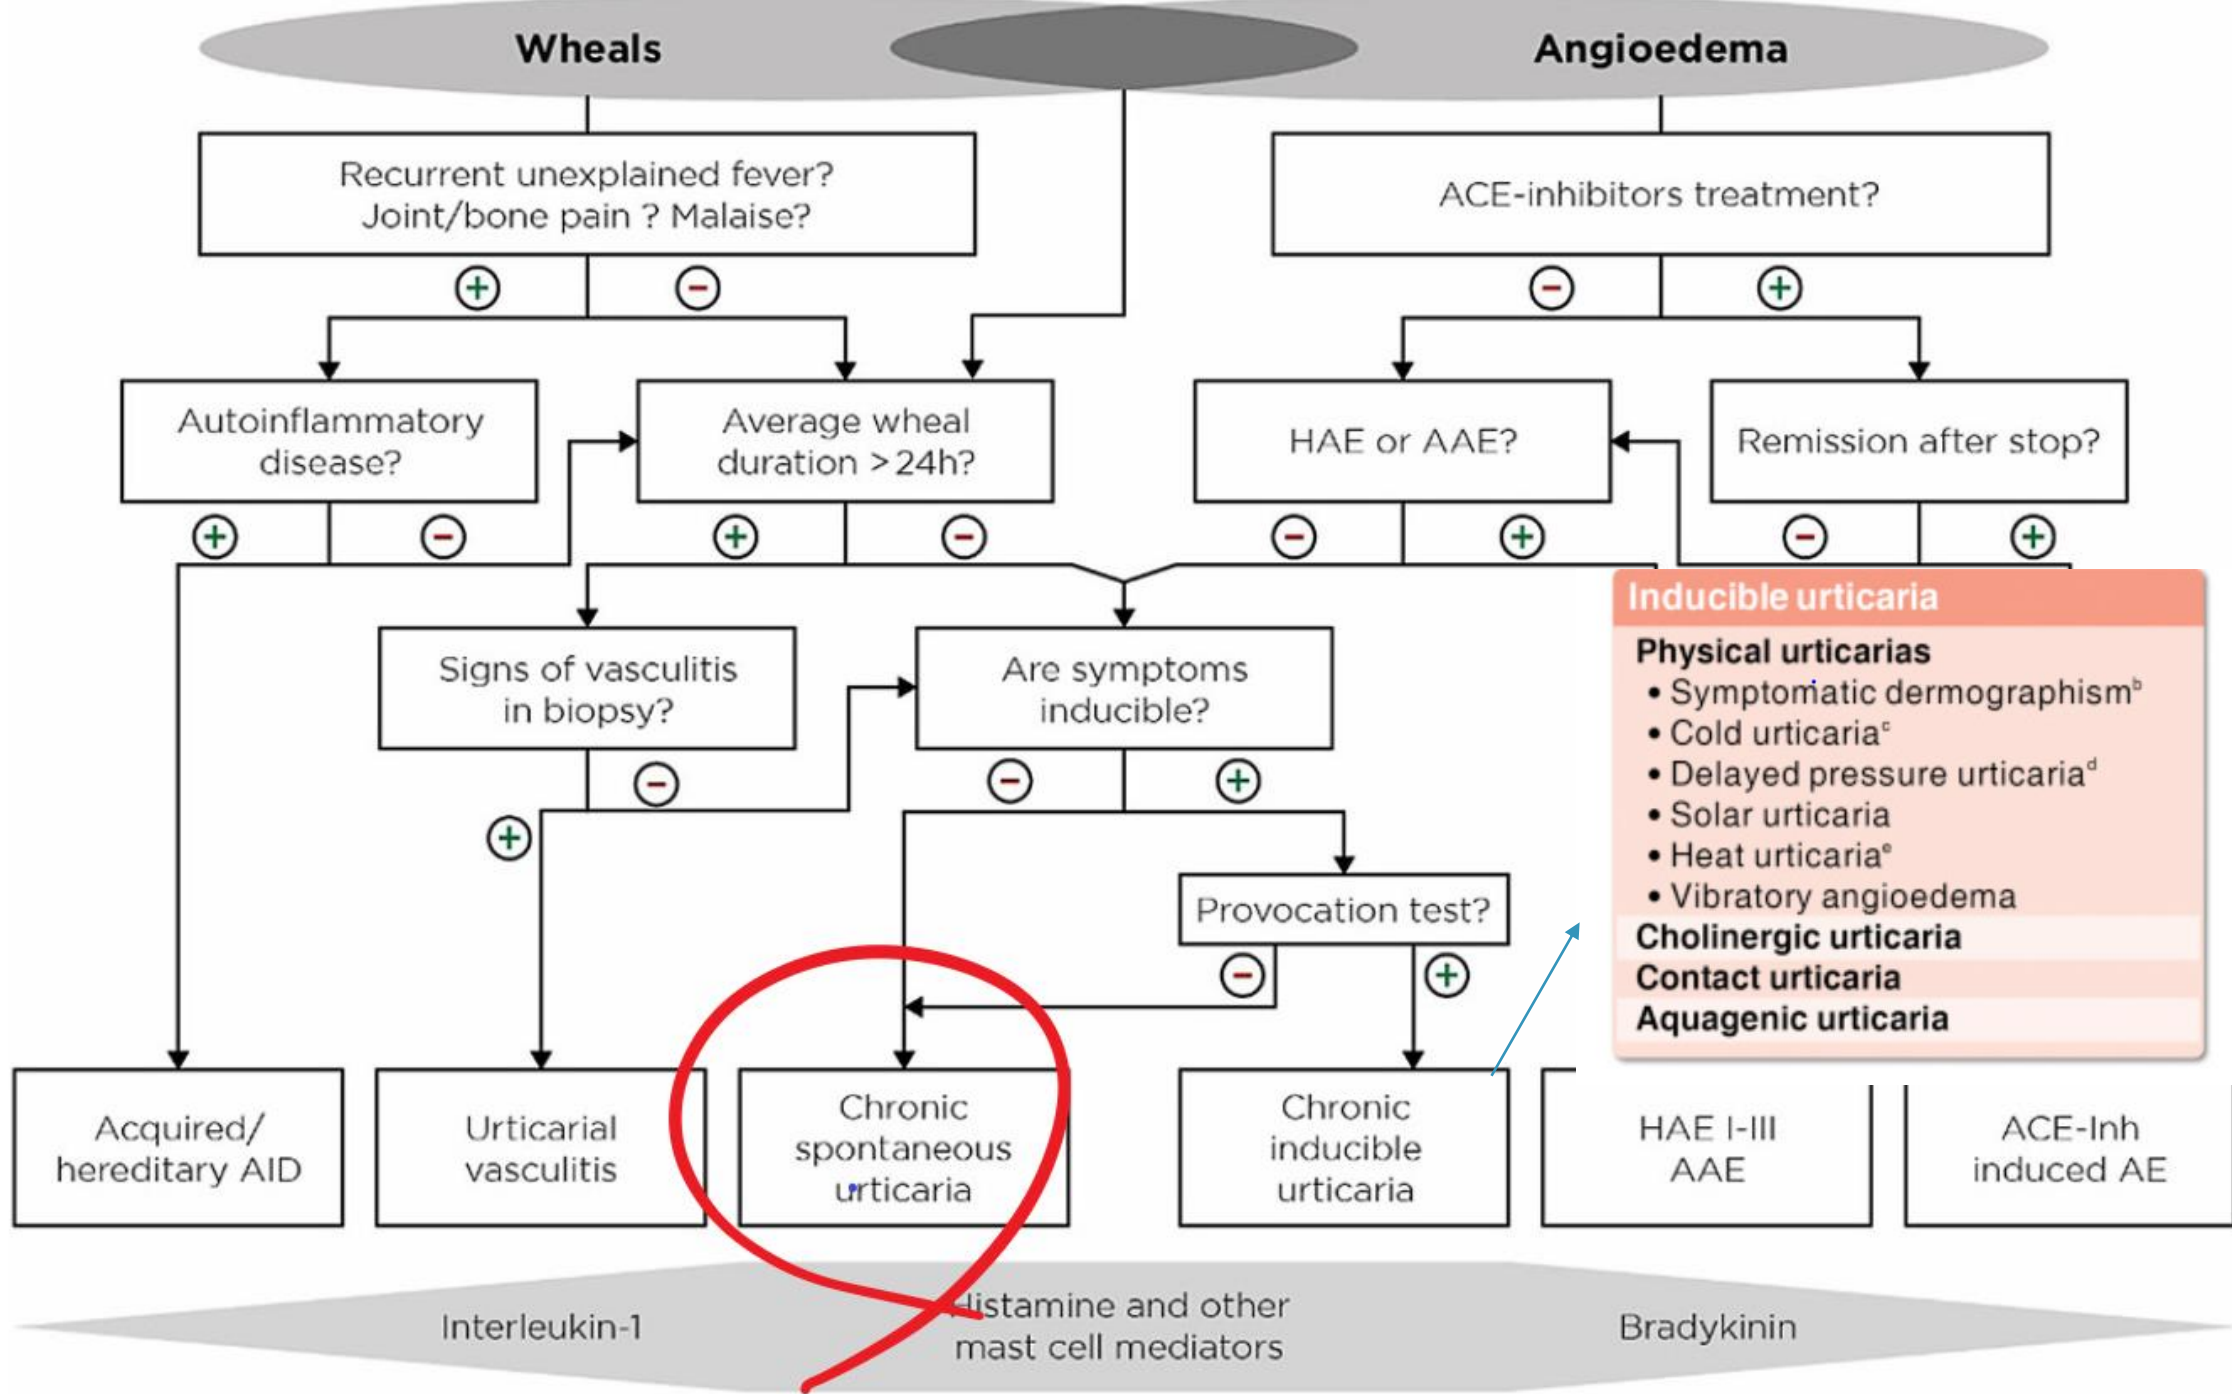 Wheals
Angioedema
Recurrent unexplained fever?
Joint/bone pain ? Malaise?
ACE-inhibitors treatment?
+
−
−
+
Autoinflammatory
disease?
Average wheal
duration >24h?
HAE or AAE?
Remission after stop?
+
−
+
−
−
+
−
+
Signs of vasculitis
in biopsy?
Are symptoms
inducible?
−
+
−
+
Provocation test?
−
+
Inducible urticaria
Physical urticarias
• Symptomatic dermographismᵇ
• Cold urticariaᶜ
• Delayed pressure urticariaᵈ
• Solar urticaria
• Heat urticariaᵉ
• Vibratory angioedema
Cholinergic urticaria
Contact urticaria
Aquagenic urticaria
Acquired/
hereditary AID
Urticarial
vasculitis
Chronic
spontaneous
urticaria
Chronic
inducible
urticaria
HAE I-III
AAE
ACE-Inh
induced AE
Interleukin-1
Histamine and other
mast cell mediators
Bradykinin